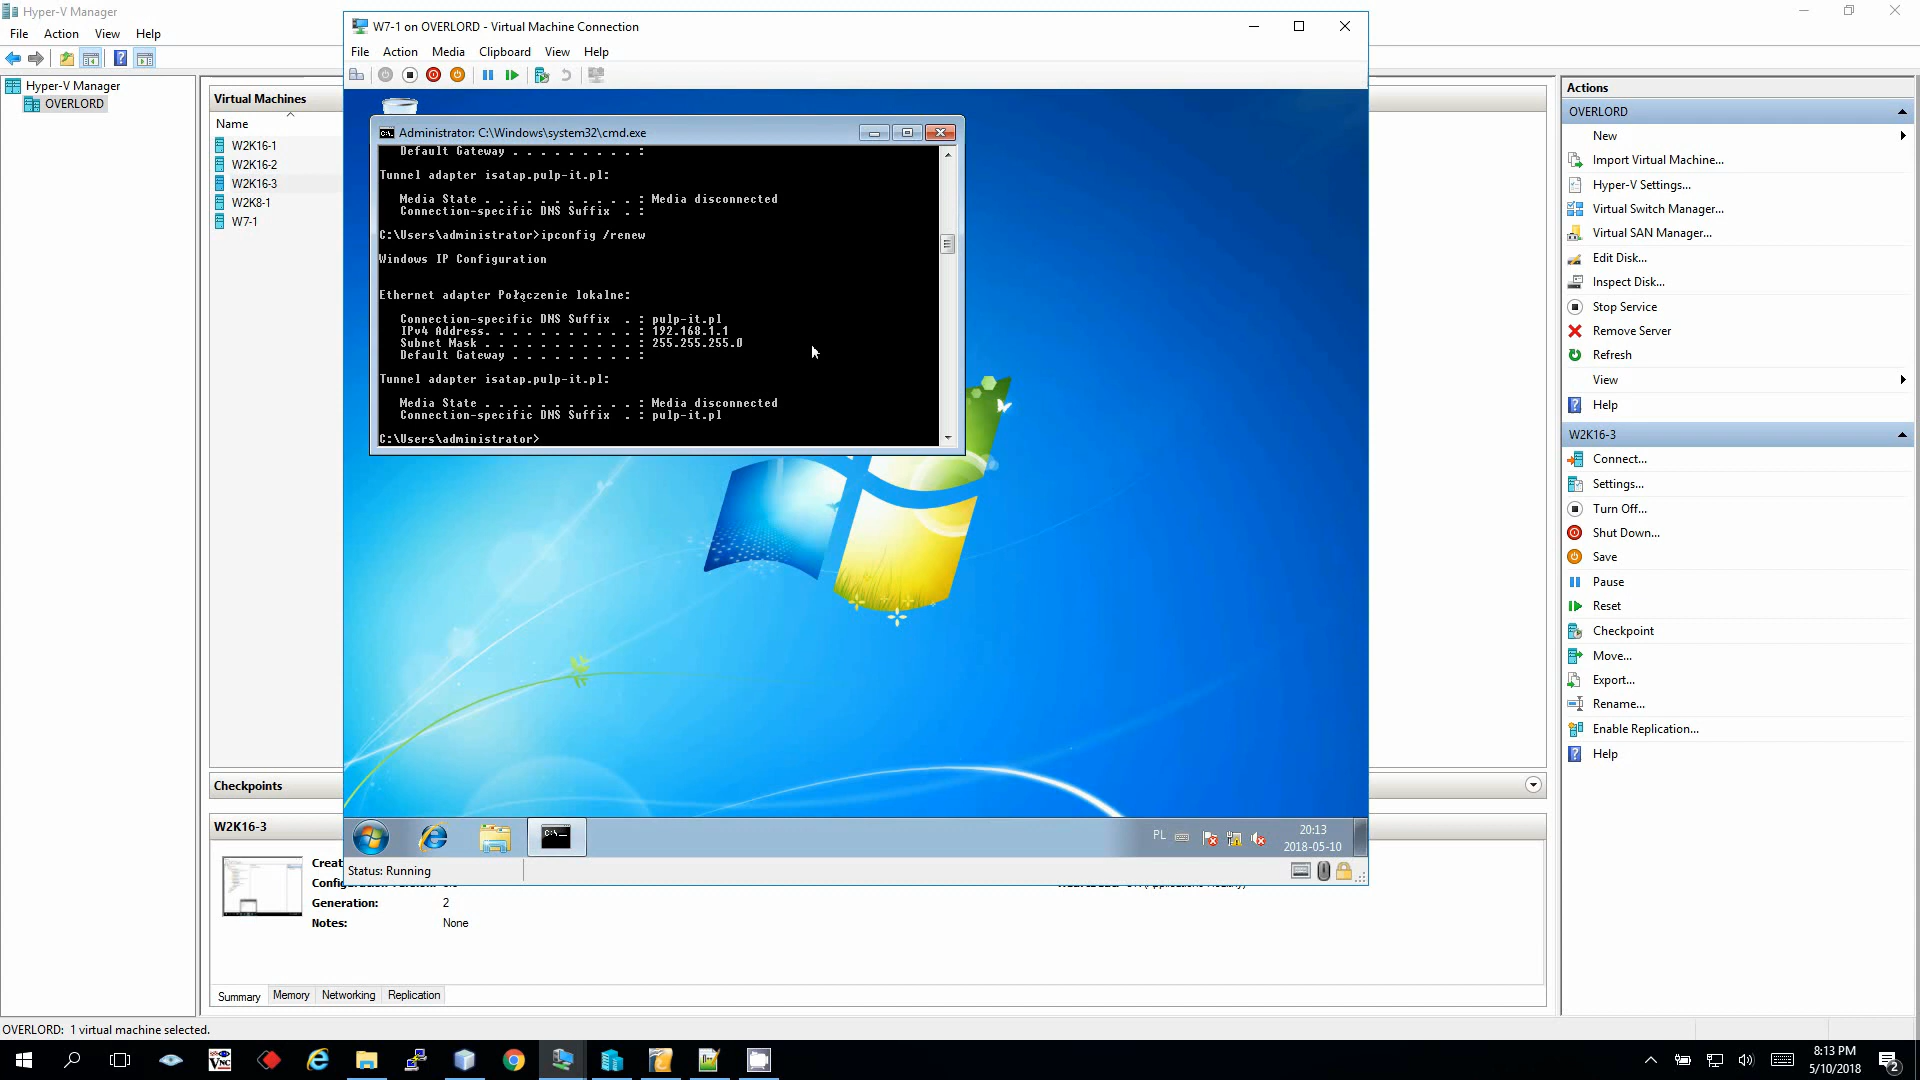 Hyper-V Manager
File Action View Help
Hyper-V Manager
OVERLORD
Virtual Machines
Name
W2K16-1
W2K16-2
W2K16-3
W2K8-1
W7-1
W7-1 on OVERLORD - Virtual Machine Connection
File Action Media Clipboard View Help
Administrator: C:\Windows\system32\cmd.exe
Default Gateway . . . . . . . . . :
Tunnel adapter isatap.pulp-it.pl:
Media State . . . . . . . . . . . : Media disconnected
Connection-specific DNS Suffix  . :
C:\Users\administrator>ipconfig /renew
Windows IP Configuration
Ethernet adapter Połączenie lokalne:
Connection-specific DNS Suffix  . : pulp-it.pl
IPv4 Address. . . . . . . . . . . : 192.168.1.1
Subnet Mask . . . . . . . . . . . : 255.255.255.0
Default Gateway . . . . . . . . . :
Tunnel adapter isatap.pulp-it.pl:
Media State . . . . . . . . . . . : Media disconnected
Connection-specific DNS Suffix  . : pulp-it.pl
C:\Users\administrator>
PL
20:13
2018-05-10
Status: Running
Checkpoints
W2K16-3
Generation: 2
Notes: None
Summary Memory Networking Replication
Actions
OVERLORD
New
Import Virtual Machine...
Hyper-V Settings...
Virtual Switch Manager...
Virtual SAN Manager...
Edit Disk...
Inspect Disk...
Stop Service
Remove Server
Refresh
View
Help
W2K16-3
Connect...
Settings...
Turn Off...
Shut Down...
Save
Pause
Reset
Checkpoint
Move...
Export...
Rename...
Enable Replication...
Help
OVERLORD: 1 virtual machine selected.
8:13 PM
5/10/2018
2